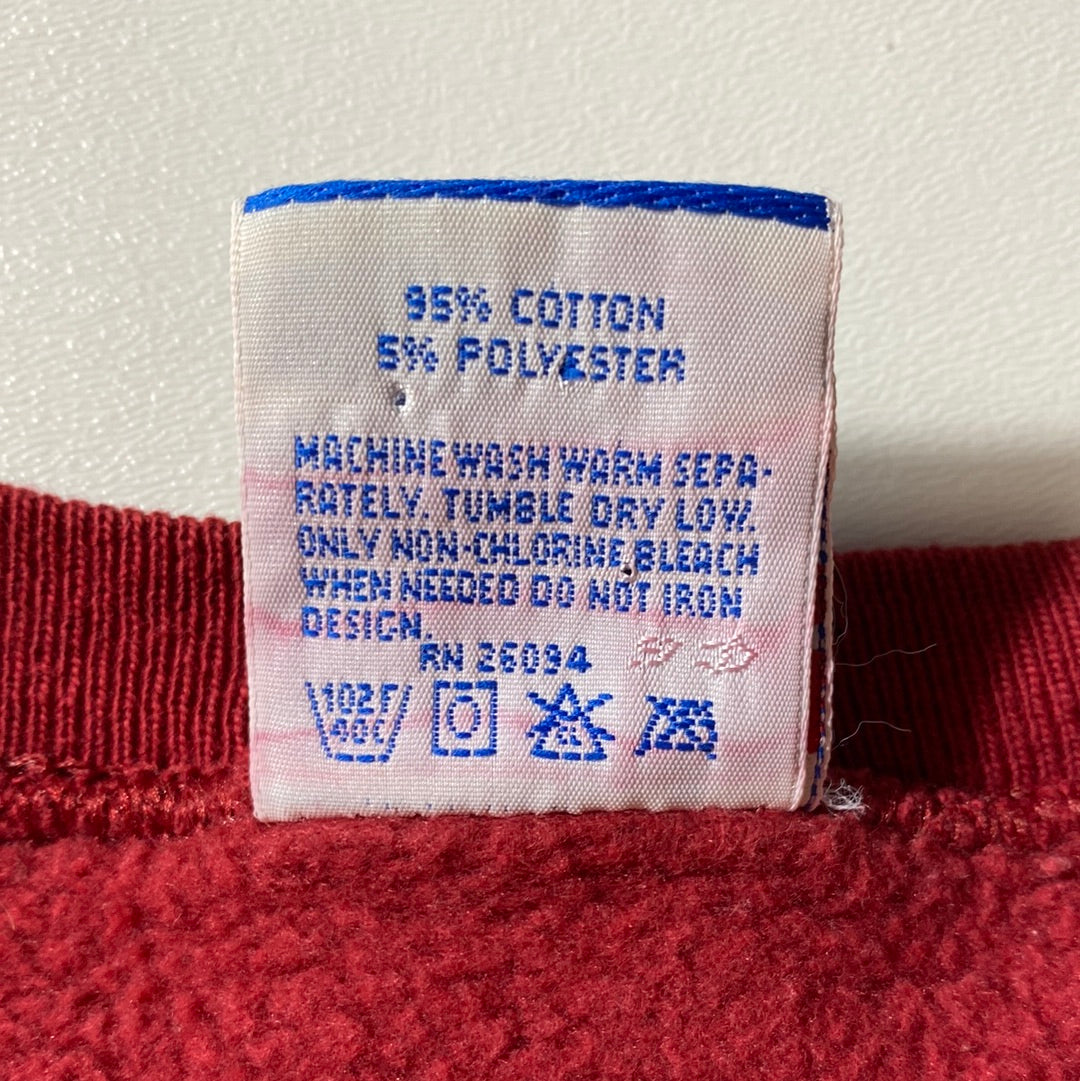 95% COTTON
5% POLYESTER
MACHINE WASH WARM SEPA-
RATELY. TUMBLE DRY LOW.
ONLY NON-CHLORINE BLEACH
WHEN NEEDED DO NOT IRON
DESIGN.
RN 26094
102F
40C
CL